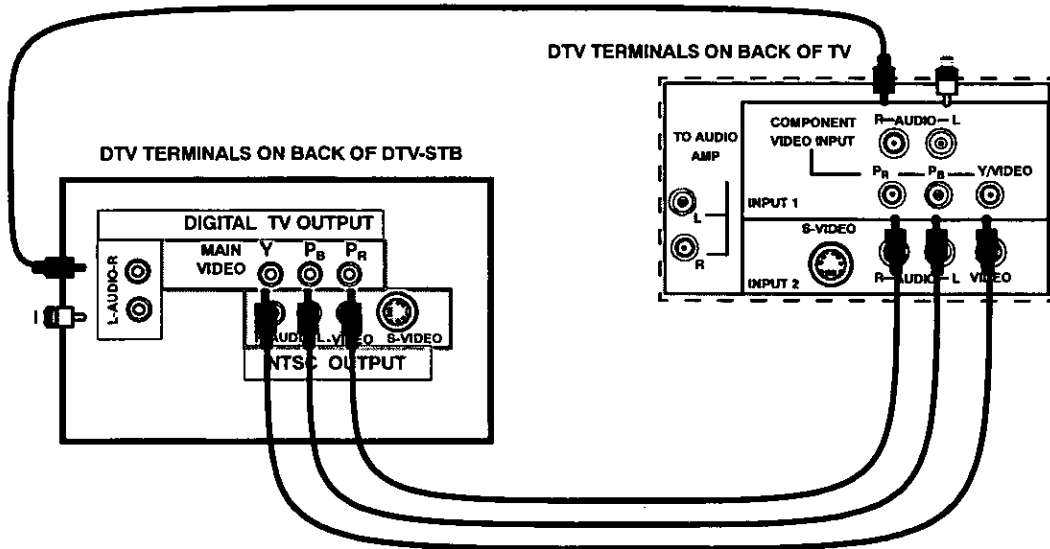 DTV TERMINALS ON BACK OF TV
COMPONENT
VIDEO INPUT
R AUDIO L
TO AUDIO
AMP
PR PB Y/VIDEO
L
R
INPUT 1
S-VIDEO
R AUDIO L VIDEO
INPUT 2
DTV TERMINALS ON BACK OF DTV-STB
DIGITAL TV OUTPUT
MAIN
VIDEO
Y PB PR
L-AUDIO-R
S-VIDEO
NTSC OUTPUT